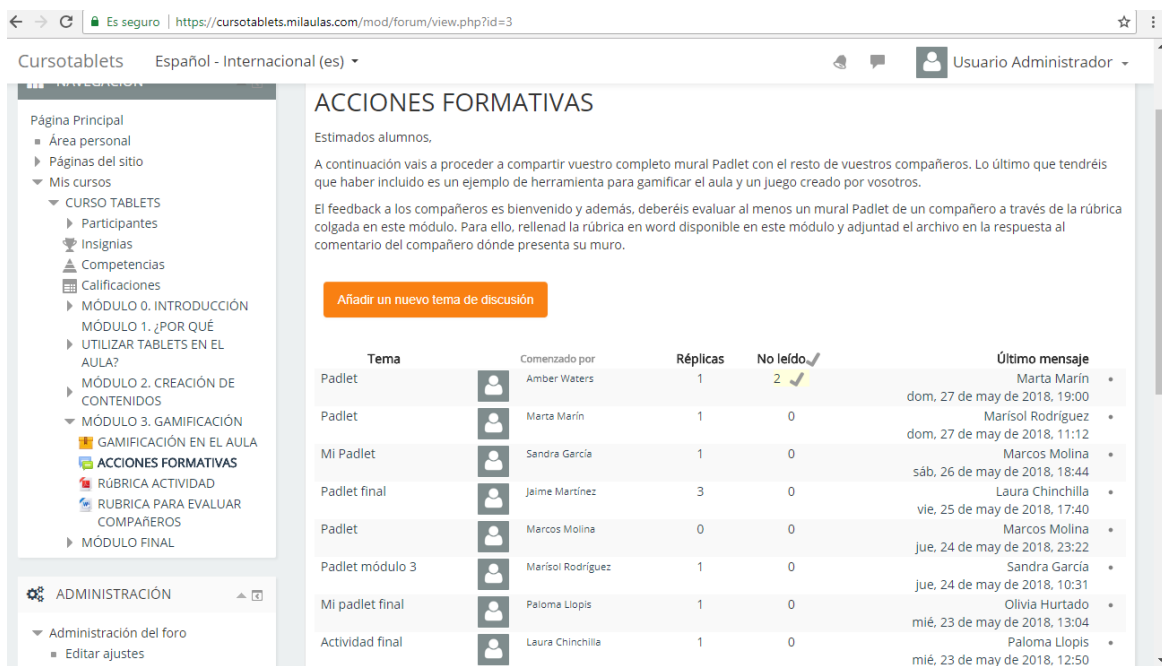 Es seguro | https://cursotablets.milaulas.com/mod/forum/view.php?id=3
Cursotablets Español - Internacional (es) Usuario Administrador
NAVEGACIÓN
Página Principal
Área personal
Páginas del sitio
Mis cursos
CURSO TABLETS
Participantes
Insignias
Competencias
Calificaciones
MÓDULO 0. INTRODUCCIÓN
MÓDULO 1. ¿POR QUÉ
UTILIZAR TABLETS EN EL
AULA?
MÓDULO 2. CREACIÓN DE
CONTENIDOS
MÓDULO 3. GAMIFICACIÓN
GAMIFICACIÓN EN EL AULA
ACCIONES FORMATIVAS
RÚBRICA ACTIVIDAD
RUBRICA PARA EVALUAR
COMPAÑEROS
MÓDULO FINAL
ADMINISTRACIÓN
Administración del foro
Editar ajustes
ACCIONES FORMATIVAS
Estimados alumnos,
A continuación vais a proceder a compartir vuestro completo mural Padlet con el resto de vuestros compañeros. Lo último que tendréis
que haber incluido es un ejemplo de herramienta para gamificar el aula y un juego creado por vosotros.
El feedback a los compañeros es bienvenido y además, deberéis evaluar al menos un mural Padlet de un compañero a través de la rúbrica
colgada en este módulo. Para ello, rellenad la rúbrica en word disponible en este módulo y adjuntad el archivo en la respuesta al
comentario del compañero dónde presenta su muro.
Añadir un nuevo tema de discusión
Tema Comenzado por Réplicas No leído Último mensaje
Padlet Amber Waters 1 2 Marta Marín
dom, 27 de may de 2018, 19:00
Padlet Marta Marín 1 0 Marísol Rodríguez
dom, 27 de may de 2018, 11:12
Mi Padlet Sandra García 1 0 Marcos Molina
sáb, 26 de may de 2018, 18:44
Padlet final Jaime Martínez 3 0 Laura Chinchilla
vie, 25 de may de 2018, 17:40
Padlet Marcos Molina 0 0 Marcos Molina
jue, 24 de may de 2018, 23:22
Padlet módulo 3 Marísol Rodríguez 1 0 Sandra García
jue, 24 de may de 2018, 10:31
Mi padlet final Paloma Llopis 1 0 Olivia Hurtado
mié, 23 de may de 2018, 13:04
Actividad final Laura Chinchilla 1 0 Paloma Llopis
mié, 23 de may de 2018, 12:50